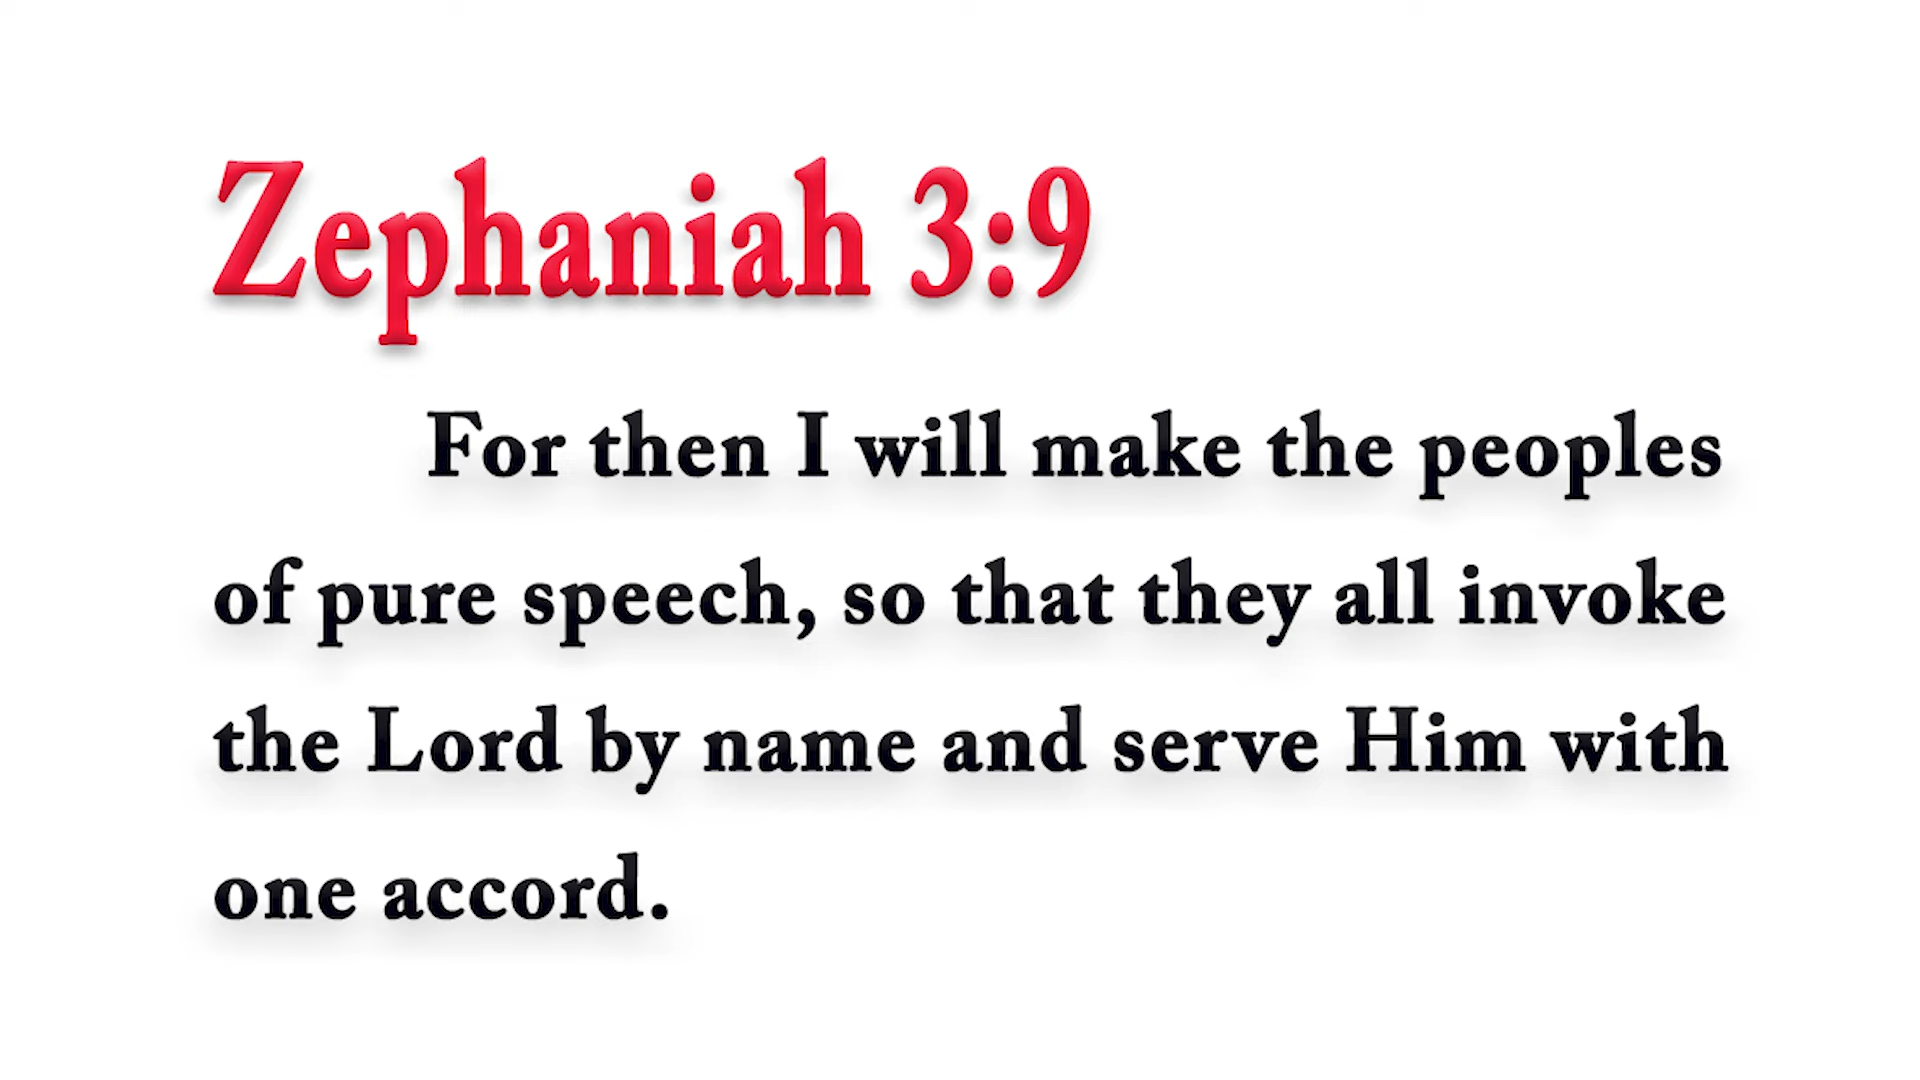 Zephaniah 3:9
For then I will make the peoples
of pure speech, so that they all invoke
the Lord by name and serve Him with
one accord.